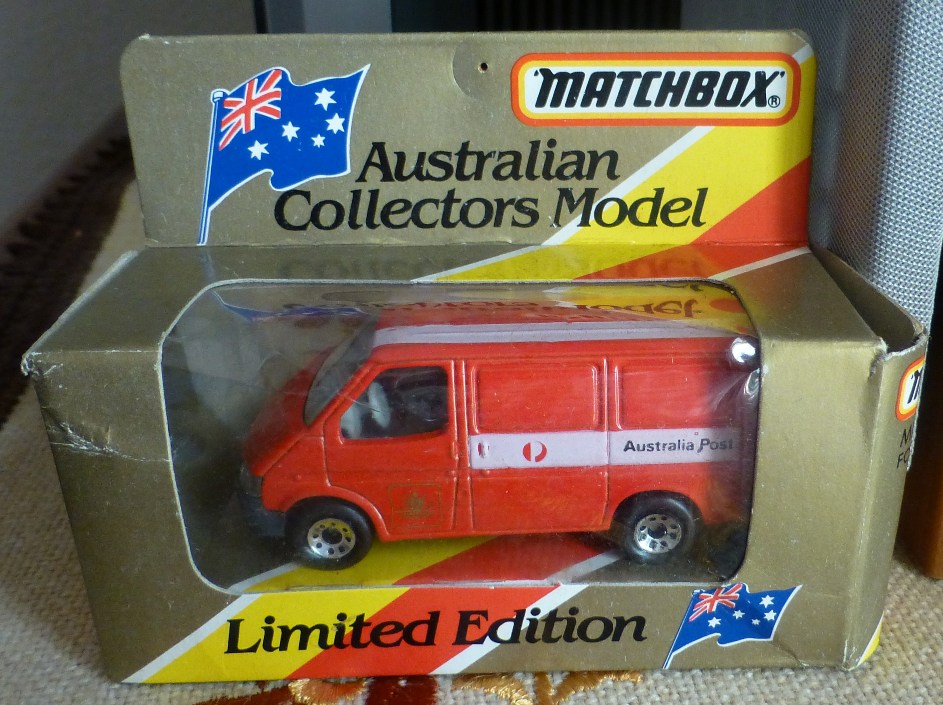 MATCHBOX®
Australian
Collectors Model
Australia Post
Limited Edition